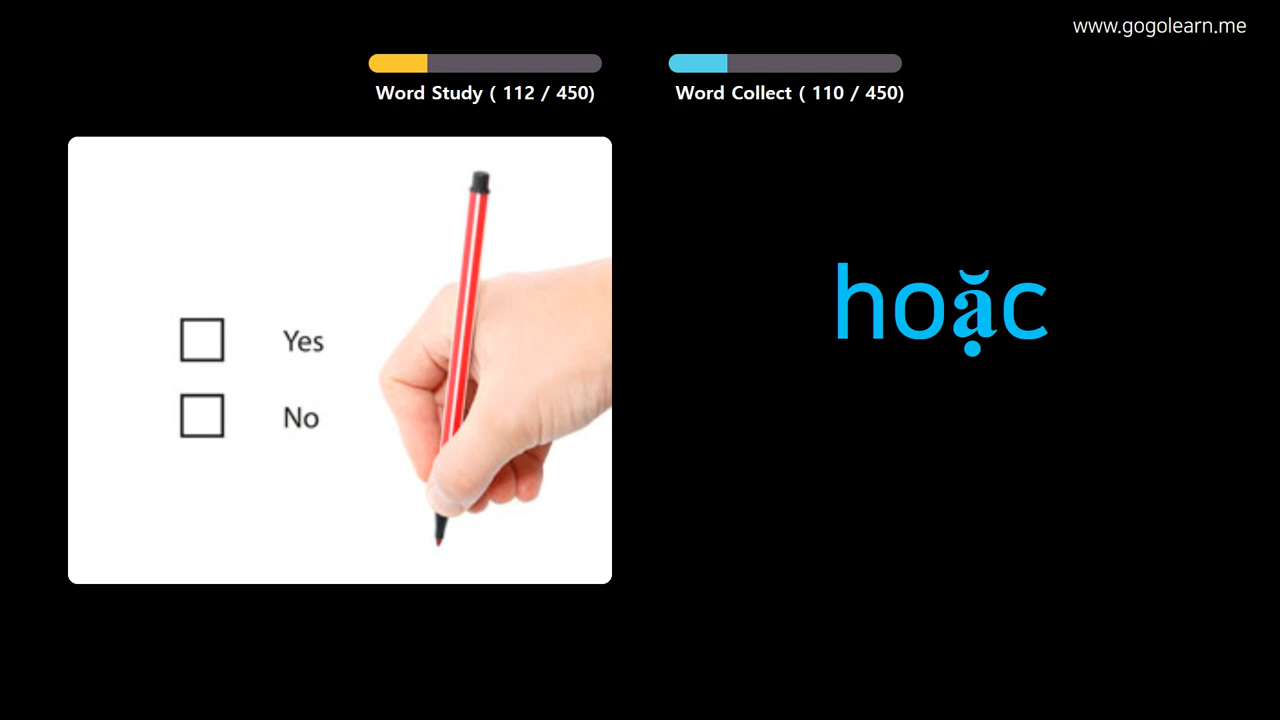 www.gogolearn.me
Word Study ( 112 / 450)
Word Collect ( 110 / 450)
Yes
No
hoặc